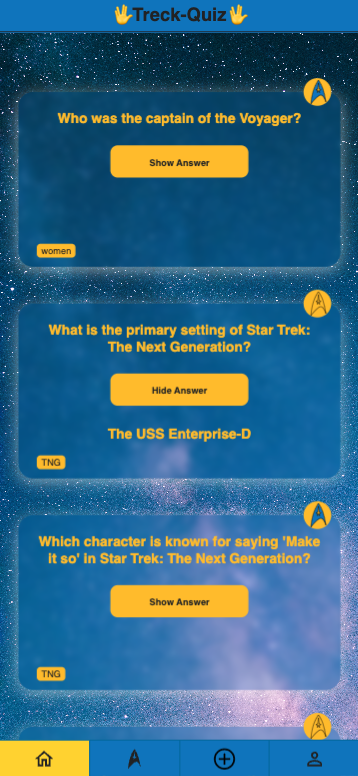 🖖Treck-Quiz🖖
Who was the captain of the Voyager?
Show Answer
women
What is the primary setting of Star Trek:
The Next Generation?
Hide Answer
The USS Enterprise-D
TNG
Which character is known for saying 'Make
it so' in Star Trek: The Next Generation?
Show Answer
TNG